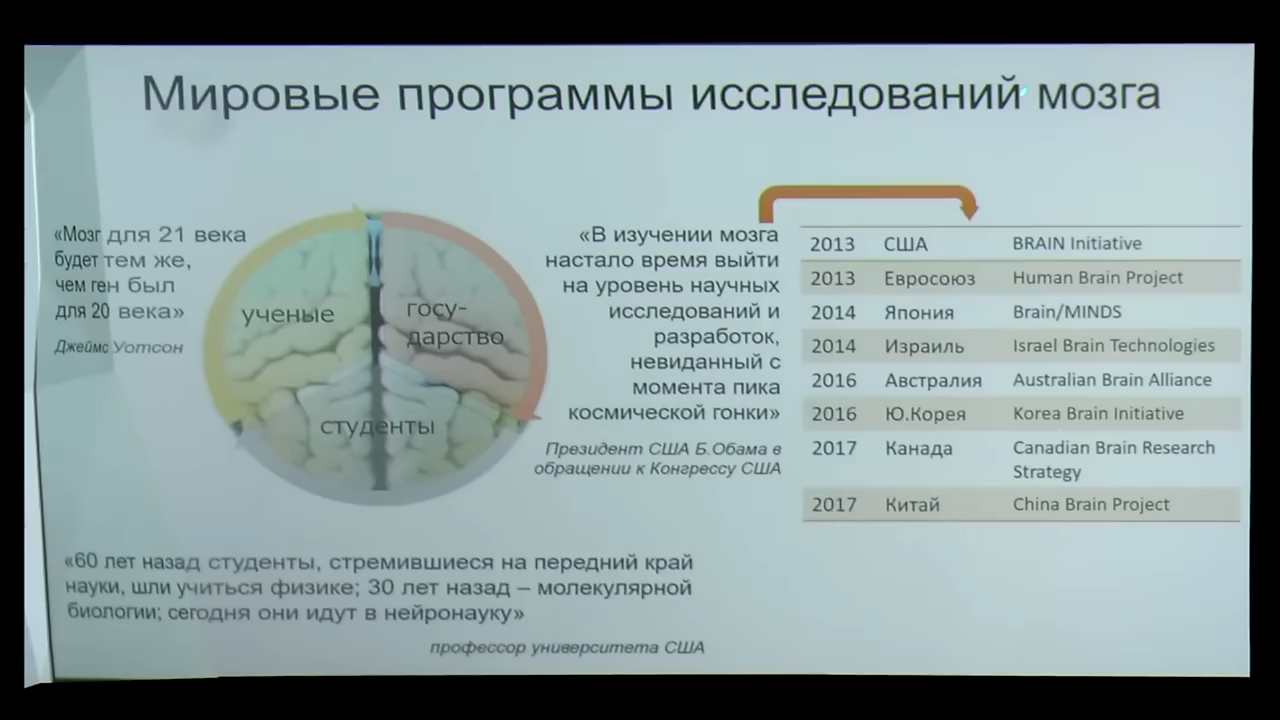 Мировые программы исследований мозга
«Мозг для 21 века
будет тем же,
чем ген был
для 20 века»
Джеймс Уотсон
ученые
госу-
дарство
студенты
«В изучении мозга
настало время выйти
на уровень научных
исследований и
разработок,
невиданный с
момента пика
космической гонки»
Президент США Б.Обама в
обращении к Конгрессу США
2013 США BRAIN Initiative
2013 Евросоюз Human Brain Project
2014 Япония Brain/MINDS
2014 Израиль Israel Brain Technologies
2016 Австралия Australian Brain Alliance
2016 Ю.Корея Korea Brain Initiative
2017 Канада Canadian Brain Research
Strategy
2017 Китай China Brain Project
«60 лет назад студенты, стремившиеся на передний край
науки, шли учиться физике; 30 лет назад – молекулярной
биологии; сегодня они идут в нейронауку»
профессор университета США